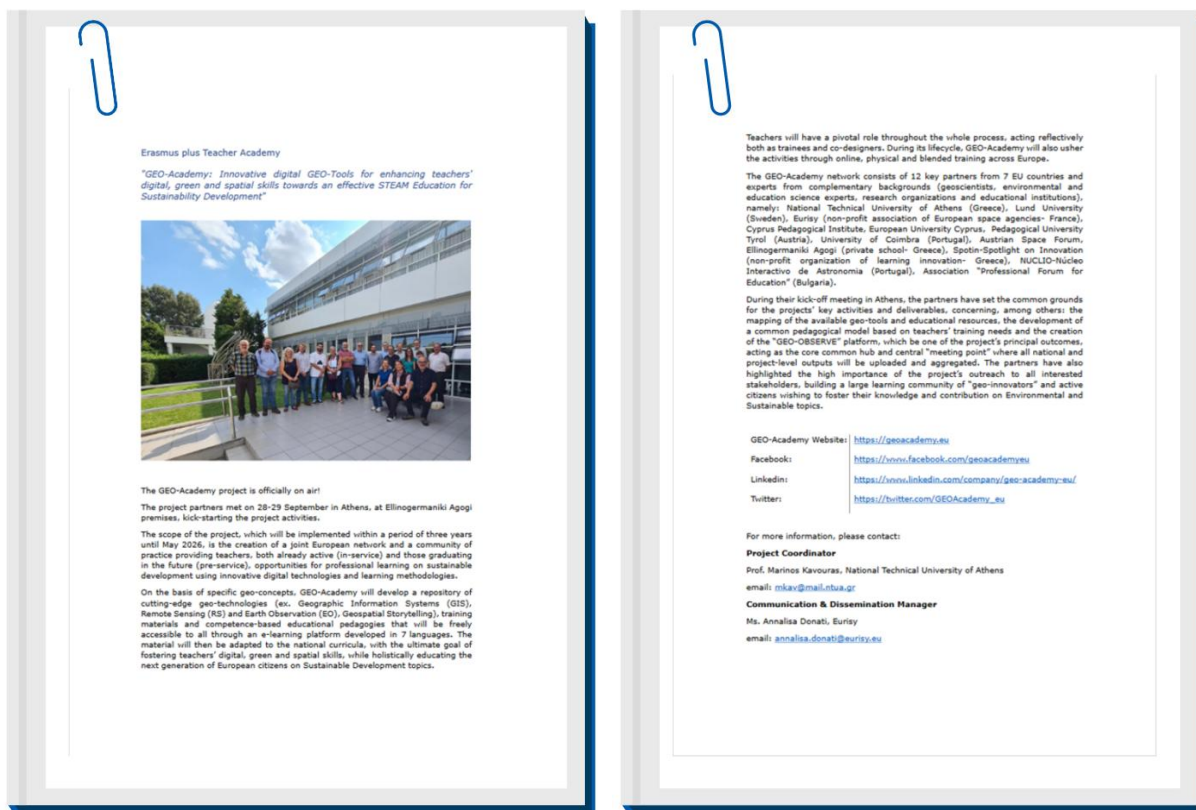 Erasmus plus Teacher Academy
"GEO-Academy: Innovative digital GEO-Tools for enhancing teachers'
digital, green and spatial skills towards an effective STEAM Education for
Sustainability Development"
The GEO-Academy project is officially on air!
The project partners met on 28-29 September in Athens, at Ellinogermaniki Agogi
premises, kick-starting the project activities.
The scope of the project, which will be implemented within a period of three years
until May 2026, is the creation of a joint European network and a community of
practice providing teachers, both already active (in-service) and those graduating
in the future (pre-service), opportunities for professional learning on sustainable
development using innovative digital technologies and learning methodologies.
On the basis of specific geo-concepts, GEO-Academy will develop a repository of
cutting-edge geo-technologies (ex. Geographic Information Systems (GIS),
Remote Sensing (RS) and Earth Observation (EO), Geospatial Storytelling), training
materials and competence-based educational pedagogies that will be freely
accessible to all through an e-learning platform developed in 7 languages. The
material will then be adapted to the national curricula, with the ultimate goal of
fostering teachers' digital, green and spatial skills, while holistically educating the
next generation of European citizens on Sustainable Development topics.
Teachers will have a pivotal role throughout the whole process, acting reflectively
both as trainees and co-designers. During its lifecycle, GEO-Academy will also usher
the activities through online, physical and blended training across Europe.
The GEO-Academy network consists of 12 key partners from 7 EU countries and
experts from complementary backgrounds (geoscientists, environmental and
education science experts, research organizations and educational institutions),
namely: National Technical University of Athens (Greece), Lund University
(Sweden), Eurisy (non-profit association of European space agencies- France),
Cyprus Pedagogical Institute, European University Cyprus, Pedagogical University
Tyrol (Austria), University of Coimbra (Portugal), Austrian Space Forum,
Ellinogermaniki Agogi (private school- Greece), Spotin-Spotlight on Innovation
(non-profit organization of learning innovation- Greece), NUCLIO-Núcleo
Interactivo de Astronomia (Portugal), Association "Professional Forum for
Education" (Bulgaria).
During their kick-off meeting in Athens, the partners have set the common grounds
for the projects' key activities and deliverables, concerning, among others: the
mapping of the available geo-tools and educational resources, the development of
a common pedagogical model based on teachers' training needs and the creation
of the "GEO-OBSERVE" platform, which be one of the project's principal outcomes,
acting as the core common hub and central "meeting point" where all national and
project-level outputs will be uploaded and aggregated. The partners have also
highlighted the high importance of the project's outreach to all interested
stakeholders, building a large learning community of "geo-innovators" and active
citizens wishing to foster their knowledge and contribution on Environmental and
Sustainable topics.
GEO-Academy Website: https://geoacademy.eu
Facebook: https://www.facebook.com/geoacademyeu
Linkedin: https://www.linkedin.com/company/geo-academy-eu/
Twitter: https://twitter.com/GEOAcademy_eu
For more information, please contact:
Project Coordinator
Prof. Marinos Kavouras, National Technical University of Athens
email: mkav@mail.ntua.gr
Communication & Dissemination Manager
Ms. Annalisa Donati, Eurisy
email: annalisa.donati@eurisy.eu